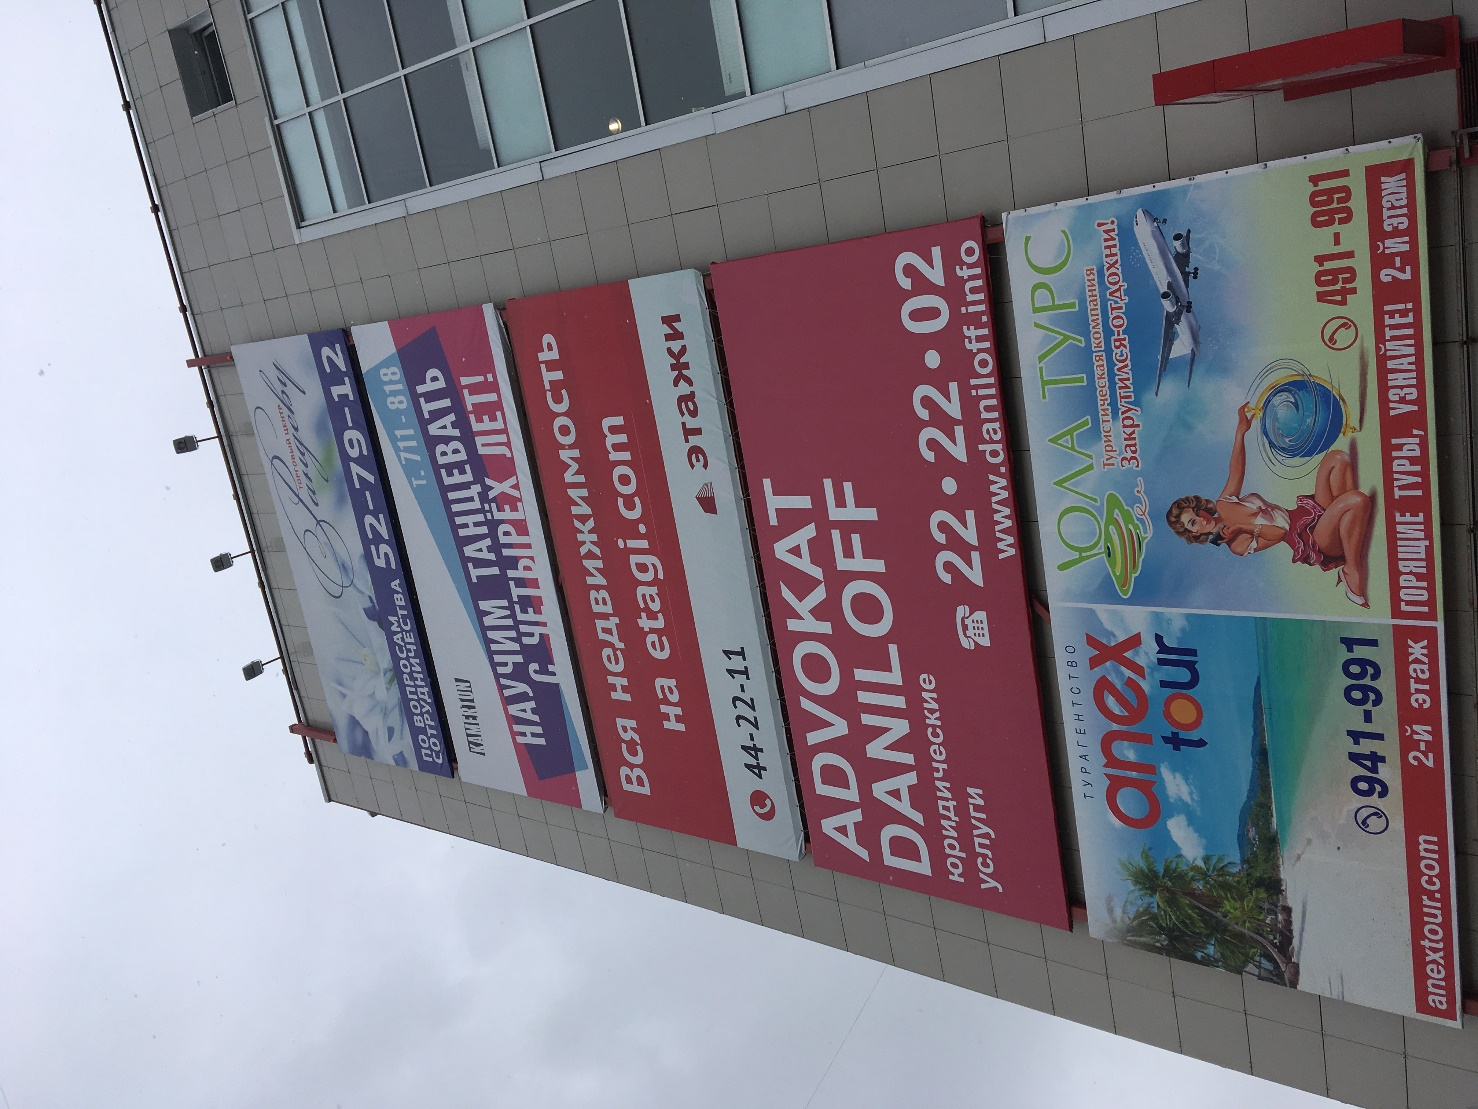 торговый центр
Randеву
ПО ВОПРОСАМ
СОТРУДНИЧЕСТВА 52-79-12
KAMERTON
т. 711-818
НАУЧИМ ТАНЦЕВАТЬ
С ЧЕТЫРЁХ ЛЕТ!
Вся недвижимость
на etagi.com
44-22-11
этажи
ADVOKAT
DANILOFF
юридические
услуги
22•22•02
www.daniloff.info
ТУРАГЕНТСТВО
anex
tour
941-991
anextour.com 2-й этаж
ЮЛА ТУРС
Туристическая компания
Закрутился-отдохни!
491-991
ГОРЯЩИЕ ТУРЫ, УЗНАЙТЕ! 2-й этаж